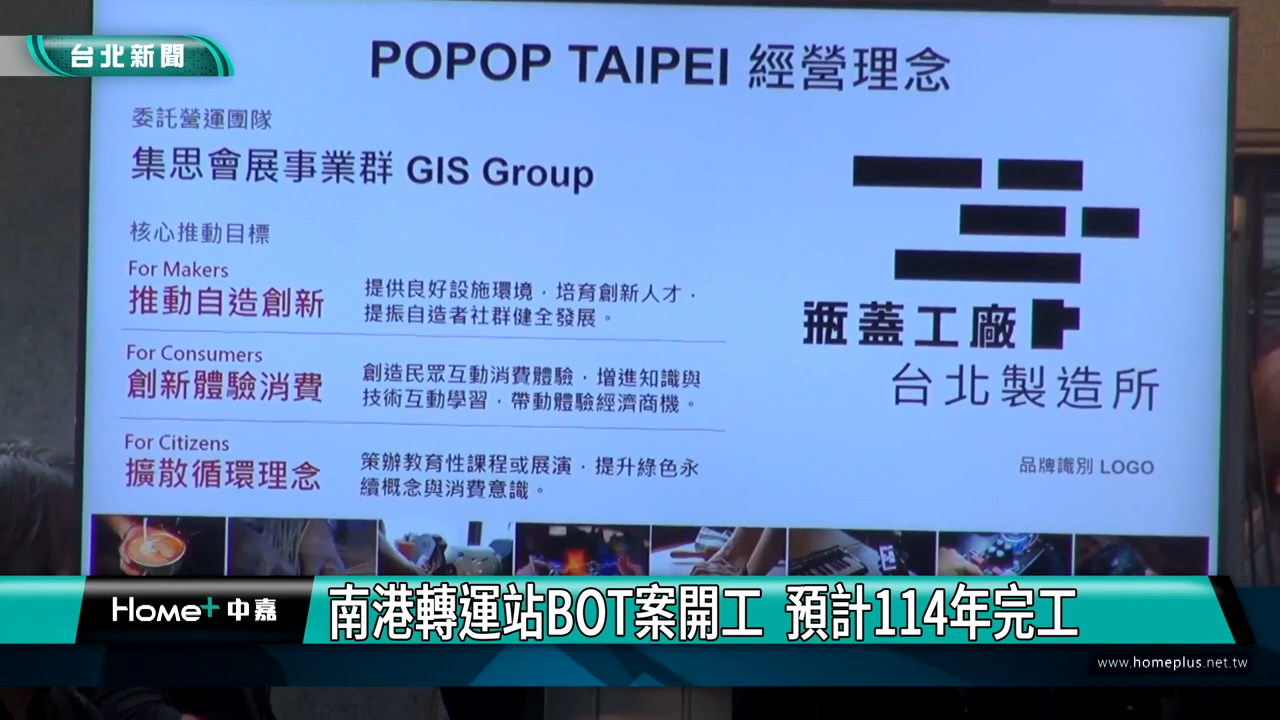 台北新聞
POPOP TAIPEI 經營理念
委託營運團隊
集思會展事業群 GIS Group
核心推動目標
For Makers
推動自造創新
提供良好設施環境，培育創新人才，
提振自造者社群健全發展。
For Consumers
創新體驗消費
創造民眾互動消費體驗，增進知識與
技術互動學習，帶動體驗經濟商機。
For Citizens
擴散循環理念
策辦教育性課程或展演，提升綠色永
續概念與消費意識。
瓶蓋工廠
台北製造所
品牌識別 LOGO
Home+ 中嘉
南港轉運站BOT案開工 預計114年完工
www.homeplus.net.tw